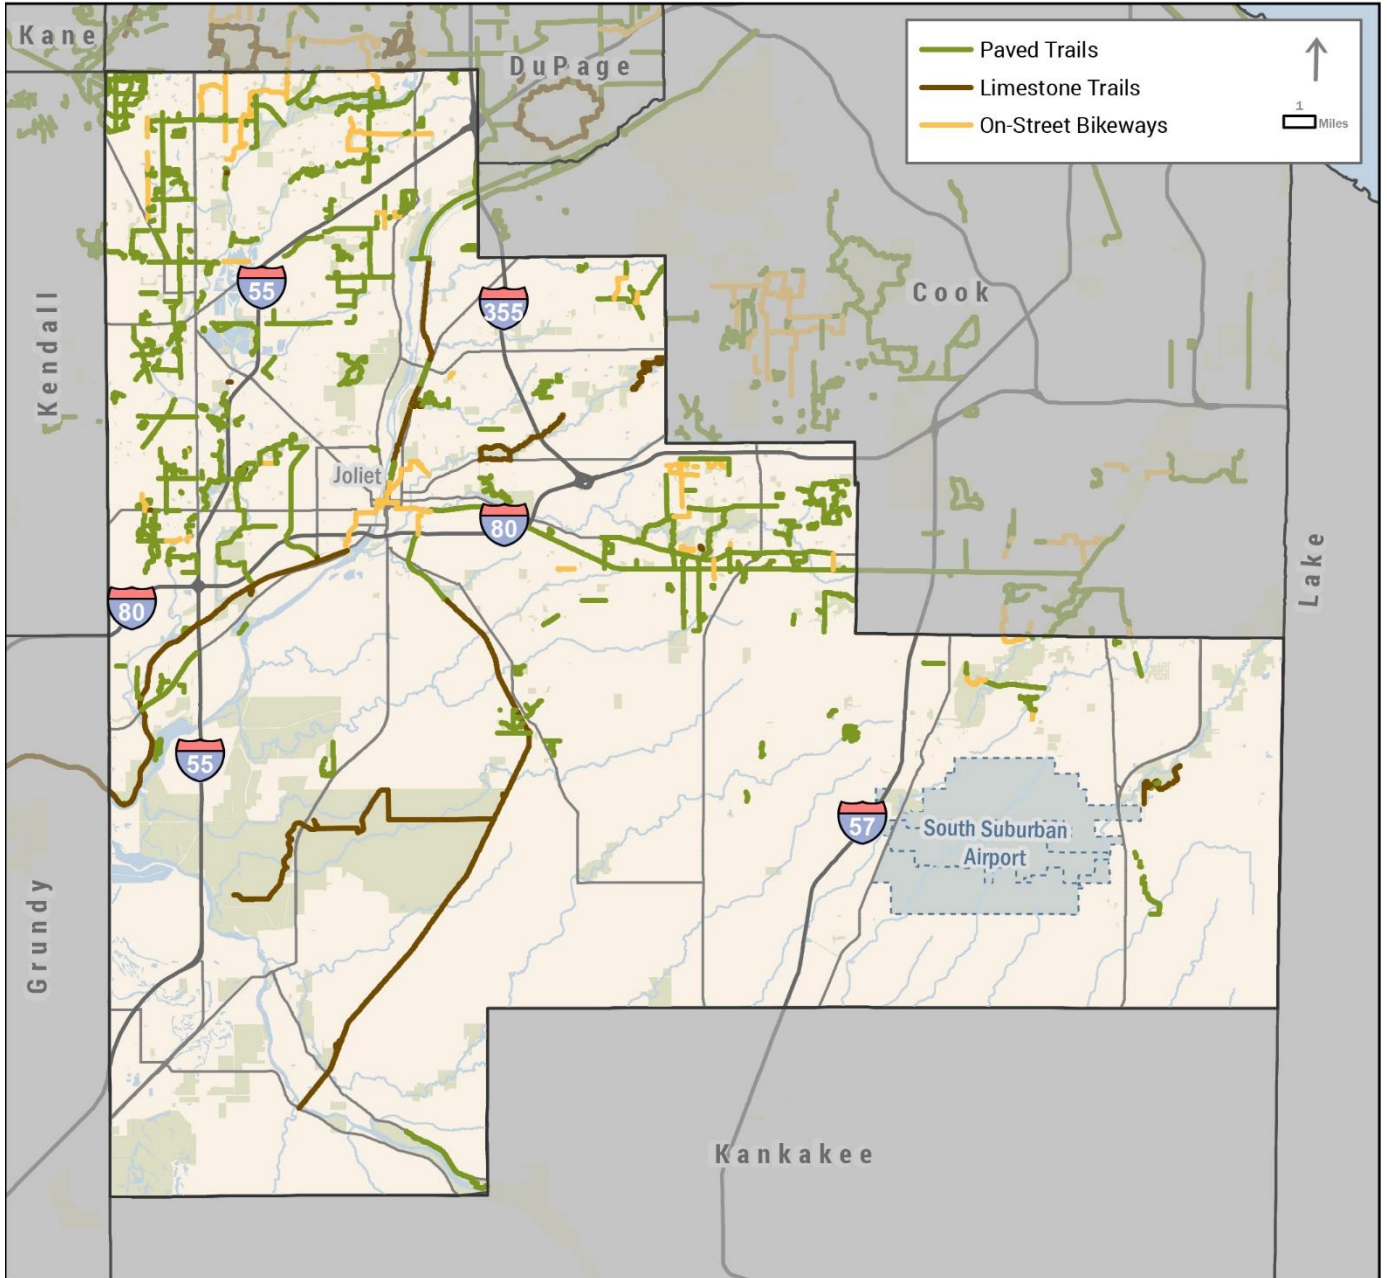 Kane
DuPage
Paved Trails
Limestone Trails
On-Street Bikeways
1
Miles
Kendall
55
355
Cook
Joliet
80
80
Lake
55
57
South Suburban
Airport
Grundy
Kankakee